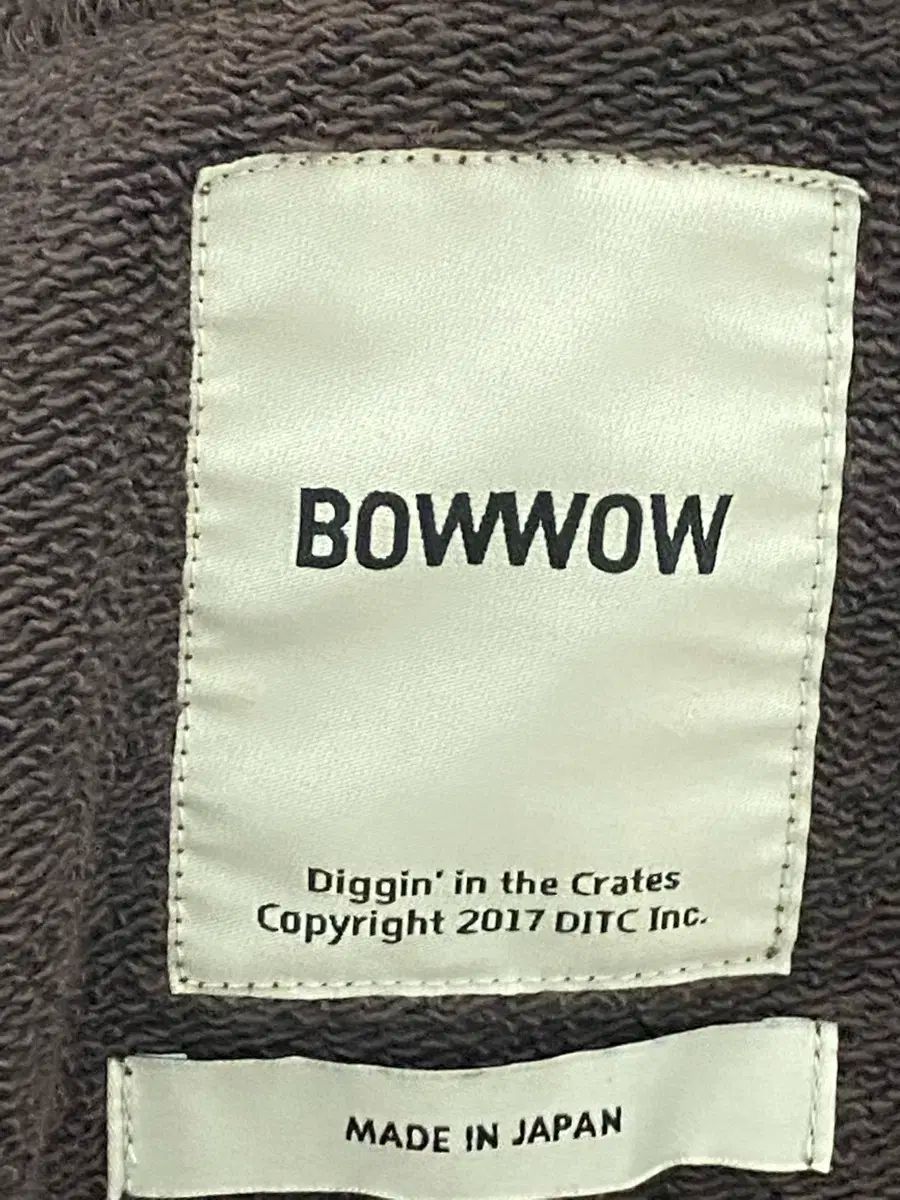 BOWWOW
Diggin' in the Crates
Copyright 2017 DITC Inc.
MADE IN JAPAN